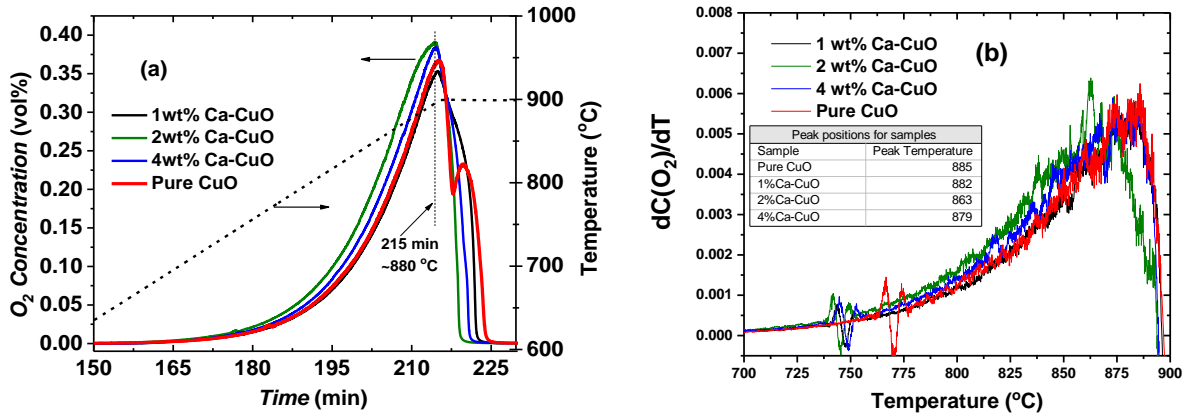 (a)
1wt% Ca-CuO
2wt% Ca-CuO
4wt% Ca-CuO
Pure CuO
215 min
~880 °C
O2 Concentration (vol%)
0.40
0.35
0.30
0.25
0.20
0.15
0.10
0.05
0.00
150 165 180 195 210 225
Time (min)
1000
900
800
700
600
Temperature (°C)
(b)
1 wt% Ca-CuO
2 wt% Ca-CuO
4 wt% Ca-CuO
Pure CuO
Peak positions for samples
Sample Peak Temperature
Pure CuO 885
1%Ca-CuO 882
2%Ca-CuO 863
4%Ca-CuO 879
dC(O2)/dT
0.008
0.007
0.006
0.005
0.004
0.003
0.002
0.001
0.000
700 725 750 775 800 825 850 875 900
Temperature (°C)